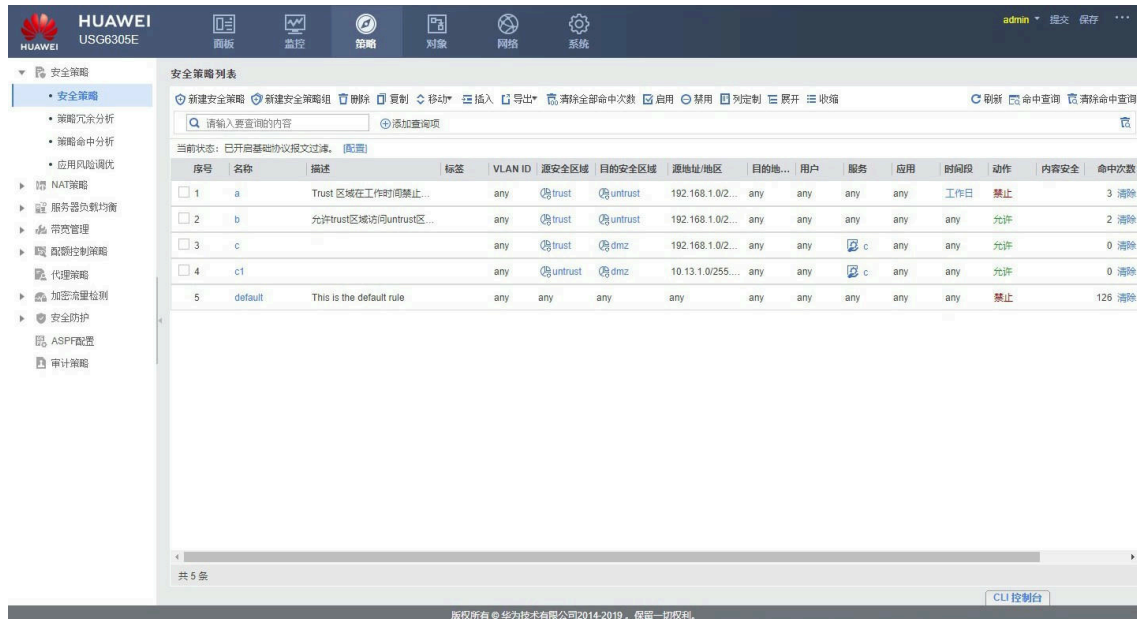 HUAWEI
HUAWEI
USG6305E
面板
监控
策略
对象
网络
系统
admin 提交 保存 ...
安全策略
安全策略
策略冗余分析
策略命中分析
应用风险调优
NAT策略
服务器负载均衡
带宽管理
配额控制策略
代理策略
加密流量检测
安全防护
ASPF配置
审计策略
安全策略列表
新建安全策略 新建安全策略组 删除 复制 移动 插入 导出 清除全部命中次数 启用 禁用 列定制 展开 收缩 刷新 命中查询 清除命中查询
请输入要查询的内容 添加查询项
当前状态：已开启基础协议报文过滤。 [配置]
序号 名称 描述 标签 VLAN ID 源安全区域 目的安全区域 源地址/地区 目的地... 用户 服务 应用 时间段 动作 内容安全 命中次数
1 a Trust 区域在工作时间禁止... any trust untrust 192.168.1.0/2... any any any any 工作日 禁止 3 清除
2 b 允许trust区域访问untrust区... any trust untrust 192.168.1.0/2... any any any any any 允许 2 清除
3 c any trust dmz 192.168.1.0/2... any any c any any 允许 0 清除
4 c1 any untrust dmz 10.13.1.0/255.... any any c any any 允许 0 清除
5 default This is the default rule any any any any any any any any any 禁止 126 清除
共 5 条
CLI 控制台
版权所有 © 华为技术有限公司2014-2019 。保留一切权利。